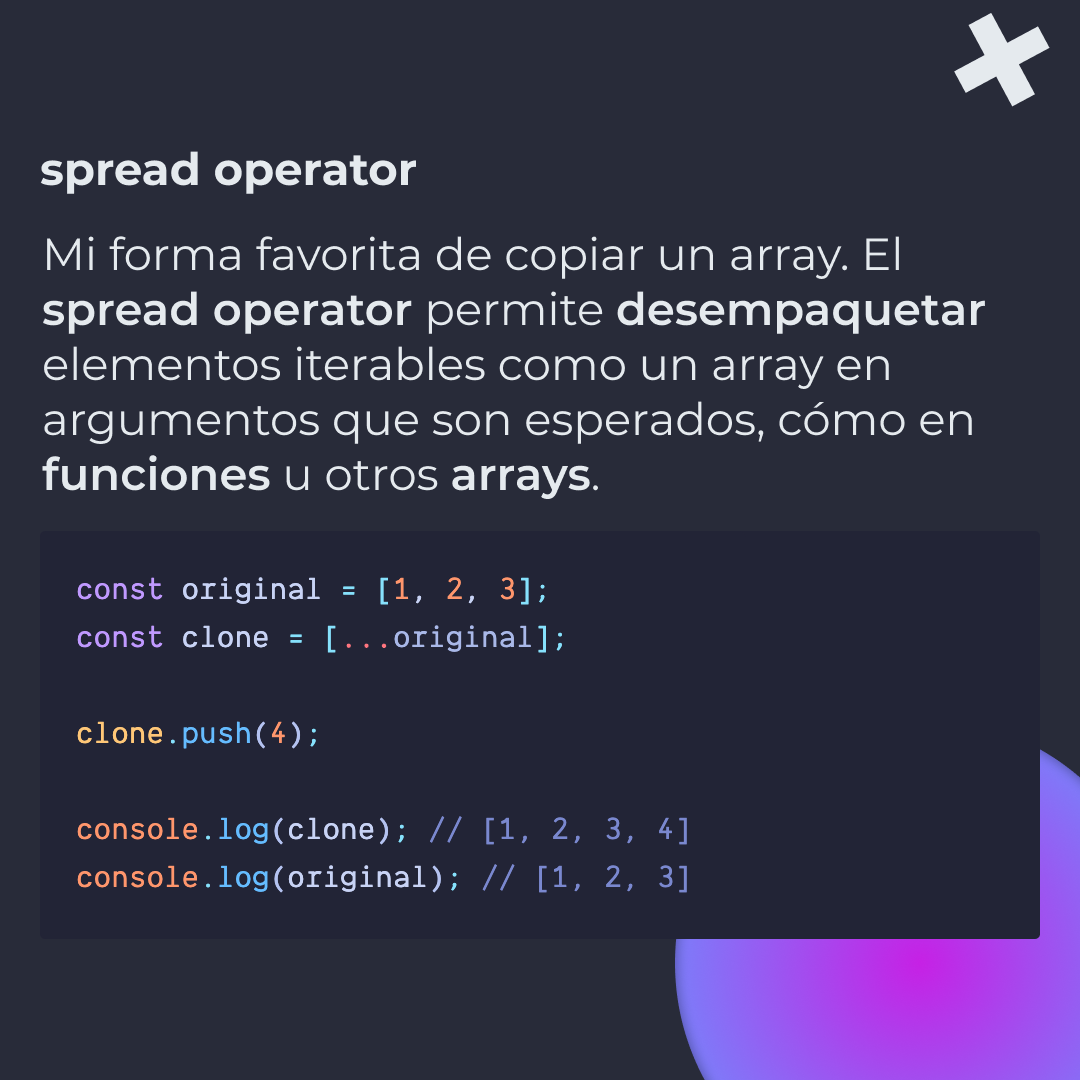 spread operator
Mi forma favorita de copiar un array. El
spread operator permite desempaquetar
elementos iterables como un array en
argumentos que son esperados, cómo en
funciones u otros arrays.
const original = [1, 2, 3];
const clone = [...original];
clone.push(4);
console.log(clone); // [1, 2, 3, 4]
console.log(original); // [1, 2, 3]